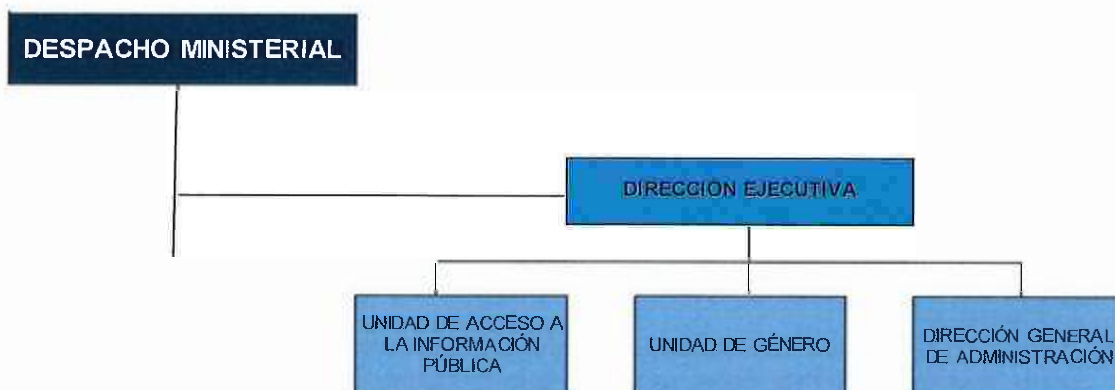 DESPACHO MINISTERIAL
DIRECCION EJECUTIVA
UNIDAD DE ACCESO A
LA INFORMACIÓN
PÚBLICA
UNIDAD DE GÉNERO
DIRECCIÓN GENERAL
DE ADMINISTRACIÓN